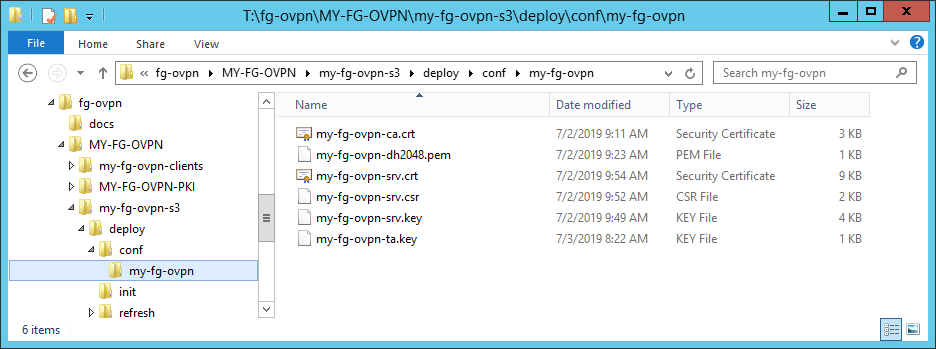 T:\fg-ovpn\MY-FG-OVPN\my-fg-ovpn-s3\deploy\conf\my-fg-ovpn
File Home Share View
« fg-ovpn MY-FG-OVPN my-fg-ovpn-s3 deploy conf my-fg-ovpn Search my-fg-ovpn
fg-ovpn
docs
MY-FG-OVPN
my-fg-ovpn-clients
MY-FG-OVPN-PKI
my-fg-ovpn-s3
deploy
conf
my-fg-ovpn
init
refresh
Name Date modified Type Size
my-fg-ovpn-ca.crt 7/2/2019 9:11 AM Security Certificate 3 KB
my-fg-ovpn-dh2048.pem 7/2/2019 9:23 AM PEM File 1 KB
my-fg-ovpn-srv.crt 7/2/2019 9:54 AM Security Certificate 9 KB
my-fg-ovpn-srv.csr 7/2/2019 9:52 AM CSR File 2 KB
my-fg-ovpn-srv.key 7/2/2019 9:49 AM KEY File 4 KB
my-fg-ovpn-ta.key 7/3/2019 8:22 AM KEY File 1 KB
6 items